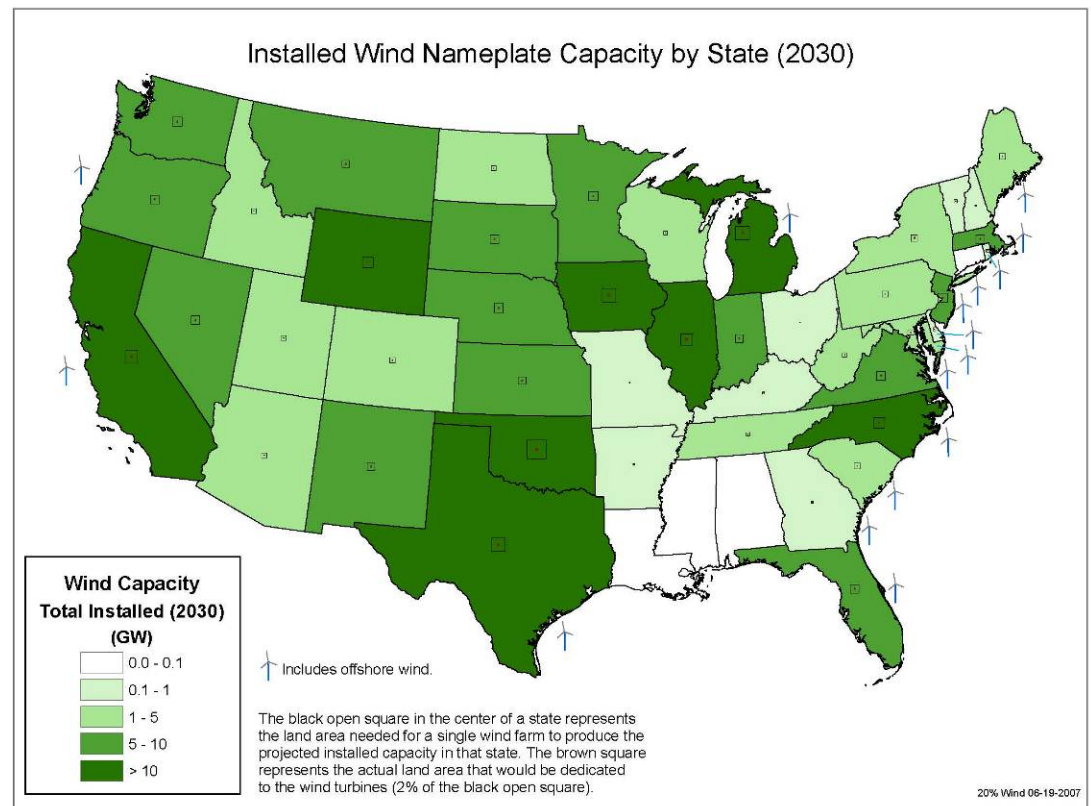 Installed Wind Nameplate Capacity by State (2030)
Wind Capacity
Total Installed (2030)
(GW)
0.0 - 0.1
0.1 - 1
1 - 5
5 - 10
> 10
Includes offshore wind.
The black open square in the center of a state represents
the land area needed for a single wind farm to produce the
projected installed capacity in that state. The brown square
represents the actual land area that would be dedicated
to the wind turbines (2% of the black open square).
20% Wind 06-19-2007